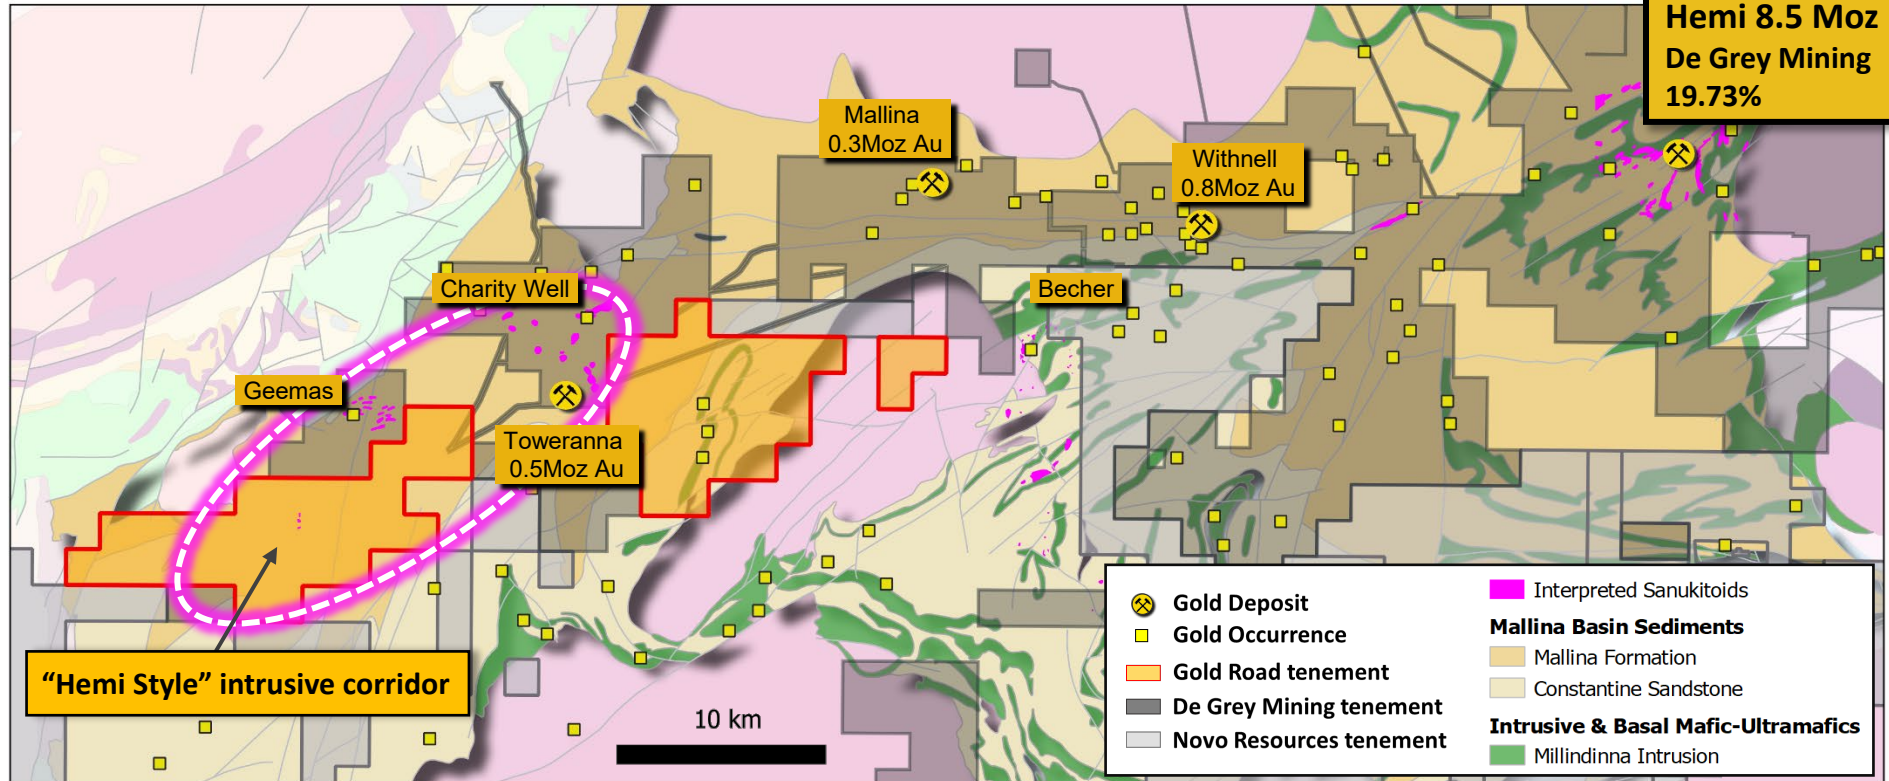 Hemi 8.5 Moz
De Grey Mining
19.73%
Mallina
0.3Moz Au
Withnell
0.8Moz Au
Charity Well
Becher
Geemas
Toweranna
0.5Moz Au
“Hemi Style” intrusive corridor
10 km
Gold Deposit
Gold Occurrence
Gold Road tenement
De Grey Mining tenement
Novo Resources tenement
Interpreted Sanukitoids
Mallina Basin Sediments
Mallina Formation
Constantine Sandstone
Intrusive & Basal Mafic-Ultramafics
Millindinna Intrusion